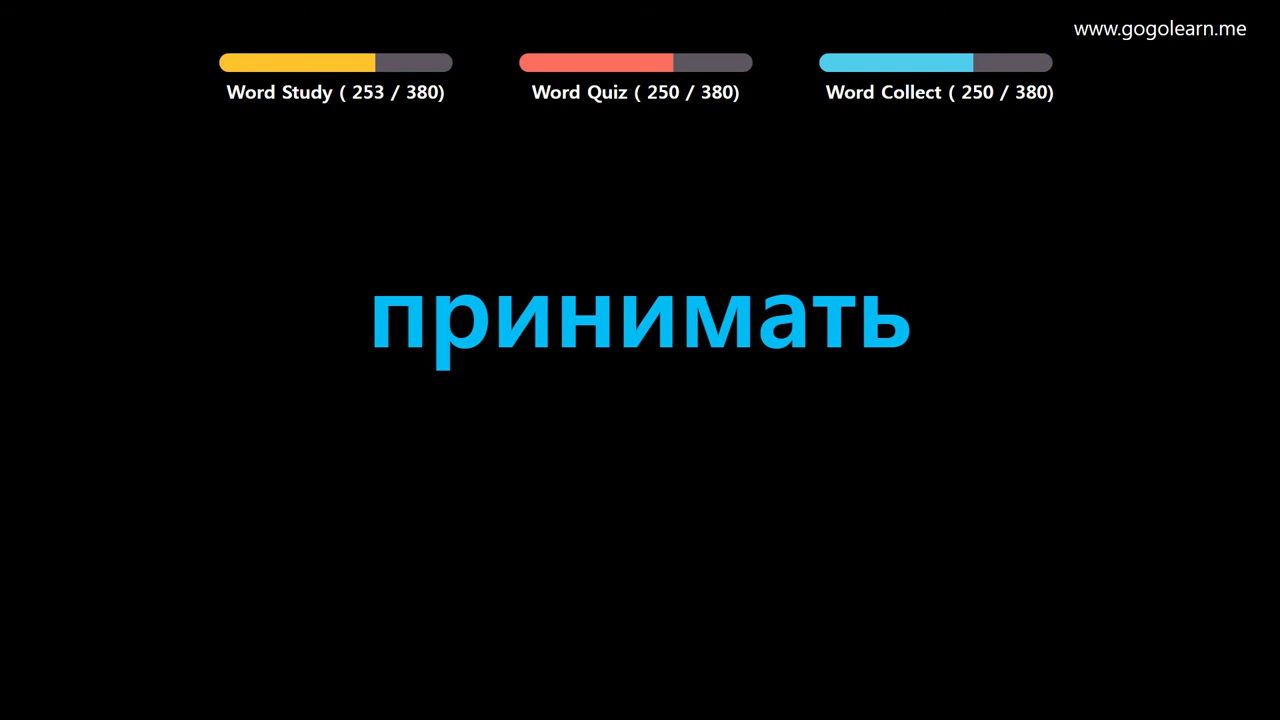 www.gogolearn.me
Word Study ( 253 / 380)
Word Quiz ( 250 / 380)
Word Collect ( 250 / 380)
принимать